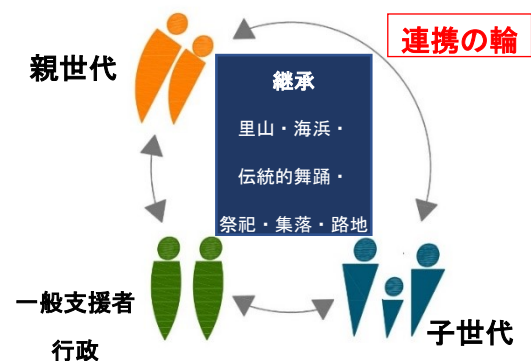 連携の輪
親世代
継承
里山・海浜・
伝統的舞踊・
祭祀・集落・路地
一般支援者
行政
子世代